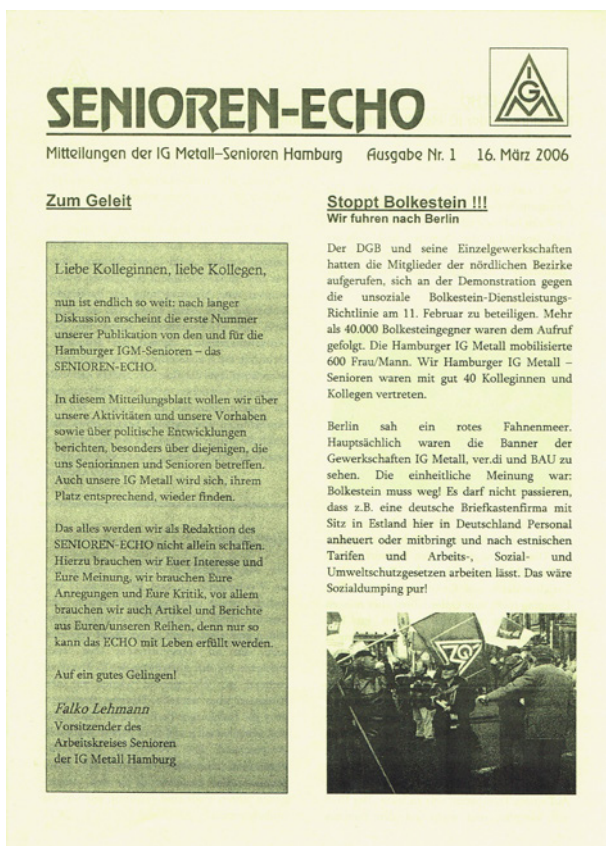 SENIOREN-ECHO
IGM
Mitteilungen der IG Metall–Senioren Hamburg Ausgabe Nr. 1 16. März 2006
Zum Geleit
Liebe Kolleginnen, liebe Kollegen,
nun ist endlich so weit: nach langer
Diskussion erscheint die erste Nummer
unserer Publikation von den und für die
Hamburger IGM-Senioren – das
SENIOREN-ECHO.
In diesem Mitteilungsblatt wollen wir über
unsere Aktivitäten und unsere Vorhaben
sowie über politische Entwicklungen
berichten, besonders über diejenigen, die
uns Seniorinnen und Senioren betreffen.
Auch unsere IG Metall wird sich, ihrem
Platz entsprechend, wieder finden.
Das alles werden wir als Redaktion des
SENIOREN-ECHO nicht allein schaffen.
Hierzu brauchen wir Euer Interesse und
Eure Meinung, wir brauchen Eure
Anregungen und Eure Kritik, vor allem
brauchen wir auch Artikel und Berichte
aus Euren/unseren Reihen, denn nur so
kann das ECHO mit Leben erfüllt werden.
Auf ein gutes Gelingen!
Falko Lehmann
Vorsitzender des
Arbeitskreises Senioren
der IG Metall Hamburg
Stoppt Bolkestein !!!
Wir fuhren nach Berlin
Der DGB und seine Einzelgewerkschaften
hatten die Mitglieder der nördlichen Bezirke
aufgerufen, sich an der Demonstration gegen
die unsoziale Bolkestein-Dienstleistungs-
Richtlinie am 11. Februar zu beteiligen. Mehr
als 40.000 Bolkesteingegner waren dem Aufruf
gefolgt. Die Hamburger IG Metall mobilisierte
600 Frau/Mann. Wir Hamburger IG Metall –
Senioren waren mit gut 40 Kolleginnen und
Kollegen vertreten.
Berlin sah ein rotes Fahnenmeer.
Hauptsächlich waren die Banner der
Gewerkschaften IG Metall, ver.di und BAU zu
sehen. Die einheitliche Meinung war:
Bolkestein muss weg! Es darf nicht passieren,
dass z.B. eine deutsche Briefkastenfirma mit
Sitz in Estland hier in Deutschland Personal
anheuert oder mitbringt und nach estnischen
Tarifen und Arbeits-, Sozial- und
Umweltschutzgesetzen arbeiten lässt. Das wäre
Sozialdumping pur!